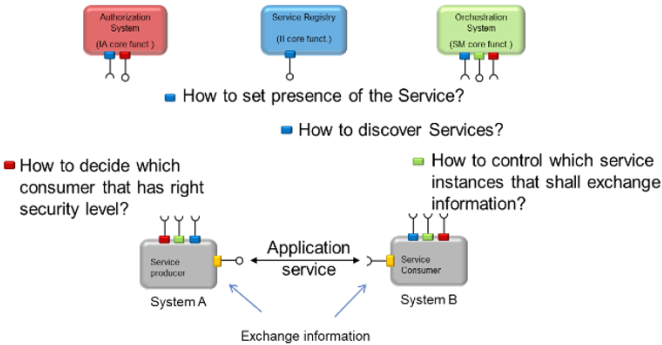 Authorization
System
(IA core funct.)
Service Registry
(II core funct.)
Orchestration
System
(SM core funct )
How to set presence of the Service?
How to discover Services?
How to decide which
consumer that has right
security level?
How to control which service
instances that shall exchange
information?
Service
producer
Application
service
Service
Consumer
System A
System B
Exchange information